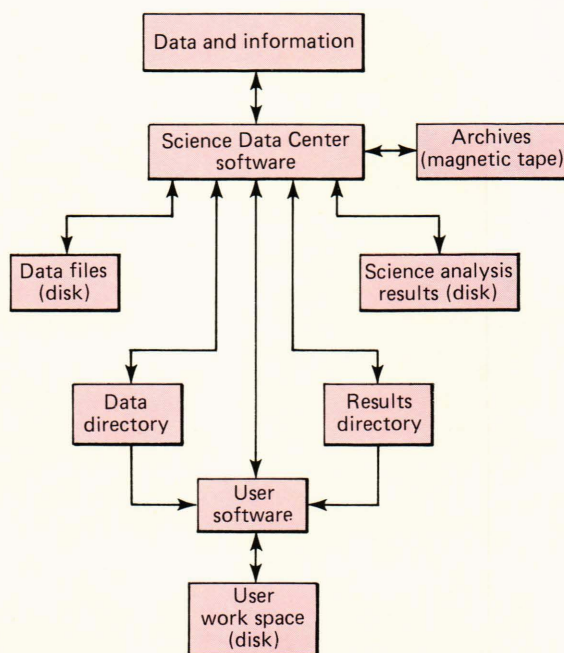 Data and information
Science Data Center
software
Archives
(magnetic tape)
Data files
(disk)
Science analysis
results (disk)
Data
directory
Results
directory
User
software
User
work space
(disk)